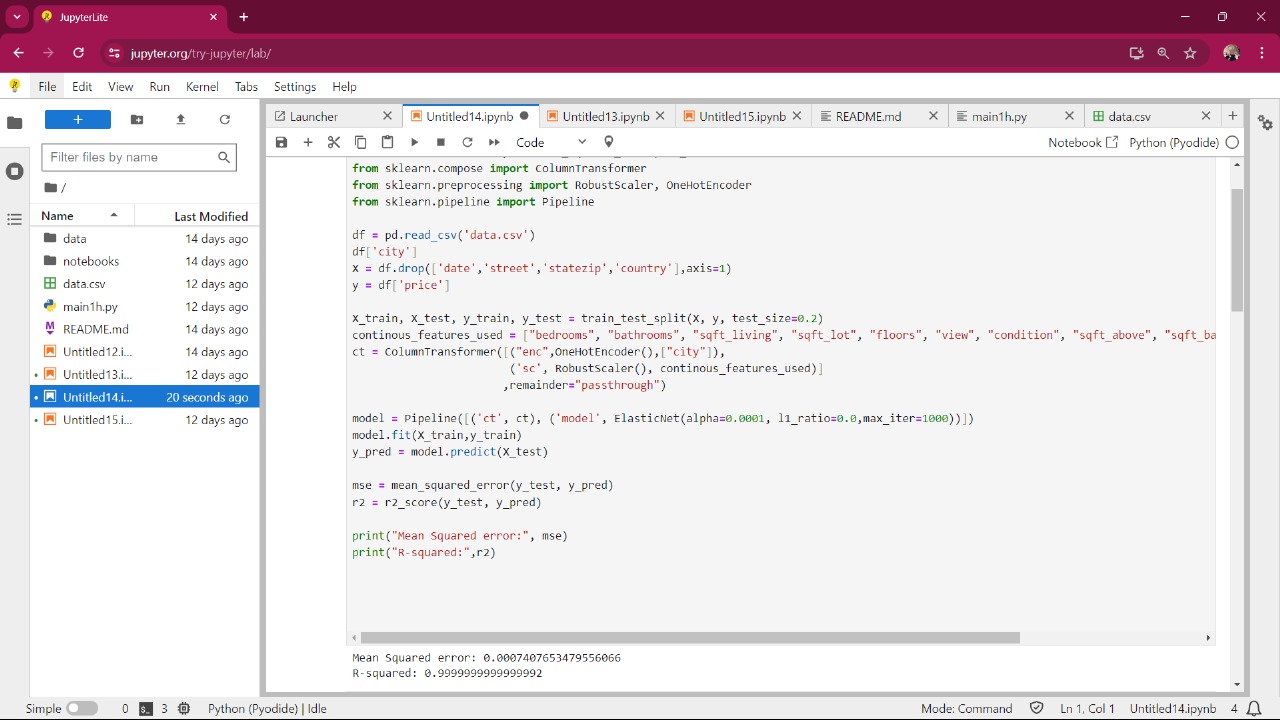 JupyterLite
jupyter.org/try-jupyter/lab/
File Edit View Run Kernel Tabs Settings Help
Launcher Untitled14.ipynb Untitled13.ipynb Untitled15.ipynb README.md main1h.py data.csv
Code Notebook Python (Pyodide)
Filter files by name
/
Name Last Modified
data 14 days ago
notebooks 14 days ago
data.csv 12 days ago
main1h.py 12 days ago
README.md 14 days ago
Untitled12.i... 14 days ago
Untitled13.i... 12 days ago
Untitled14.i... 20 seconds ago
Untitled15.i... 12 days ago
from sklearn.compose import ColumnTransformer
from sklearn.preprocessing import RobustScaler, OneHotEncoder
from sklearn.pipeline import Pipeline
df = pd.read_csv('data.csv')
df['city']
X = df.drop(['date','street','statezip','country'],axis=1)
y = df['price']
X_train, X_test, y_train, y_test = train_test_split(X, y, test_size=0.2)
continous_features_used = ["bedrooms", "bathrooms", "sqft_living", "sqft_lot", "floors", "view", "condition", "sqft_above", "sqft_ba
ct = ColumnTransformer([("enc",OneHotEncoder(),["city"]),
('sc', RobustScaler(), continous_features_used)]
,remainder="passthrough")
model = Pipeline([('ct', ct), ('model', ElasticNet(alpha=0.0001, l1_ratio=0.0,max_iter=1000))])
model.fit(X_train,y_train)
y_pred = model.predict(X_test)
mse = mean_squared_error(y_test, y_pred)
r2 = r2_score(y_test, y_pred)
print("Mean Squared error:", mse)
print("R-squared:",r2)
Mean Squared error: 0.0007407653479556066
R-squared: 0.9999999999999992
Simple 0 3 Python (Pyodide) | Idle Mode: Command Ln 1, Col 1 Untitled14.ipynb 4